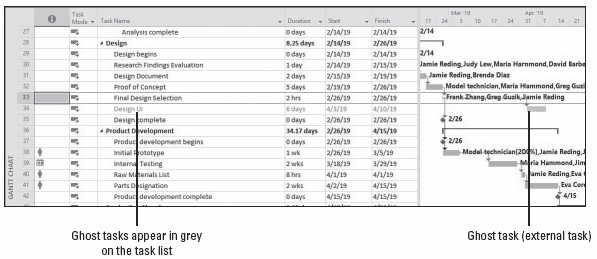 Task Mode Task Name Duration Start Finish Mar '19 Apr '19
17 24 3 10 17 24 31 7 14 21
27 Analysis complete 0 days 2/14/19 2/14/19 2/14
28 Design 8.25 days 2/14/19 2/26/19
29 Design begins 0 days 2/14/19 2/14/19 2/14
30 Research Findings Evaluation 1 day 2/14/19 2/15/19 Jamie Reding,Judy Lew,Maria Hammond,David Barbe
31 Design Document 2 days 2/15/19 2/19/19 Jamie Reding,Brenda Diaz
32 Proof of Concept 5 days 2/19/19 2/26/19 Model technician,Maria Hammond,Greg Guzi
33 Final Design Selection 2 hrs 2/26/19 2/26/19 Frank Zhang,Greg Guzik,Jamie Reding
34 Design UI 6 days 4/3/19 4/10/19
35 Design complete 0 days 2/26/19 2/26/19 2/26
36 Product Development 34.17 days 2/26/19 4/15/19
37 Product development begins 0 days 2/26/19 2/26/19 2/26
38 Initial Prototype 1 wk 2/26/19 3/5/19 Model technician[200%],Jamie Reding,J
39 Internal Testing 2 wks 3/18/19 3/29/19 Maria Hammond,Jim
40 Raw Materials List 8 hrs 4/1/19 4/1/19 Jamie Reding,Eva C
41 Parts Designation 2 wks 4/2/19 4/15/19 Eva Cor
42 Product development complete 0 days 4/15/19 4/15/19 4/15
GANTT CHART
Ghost tasks appear in grey
on the task list
Ghost task (external task)